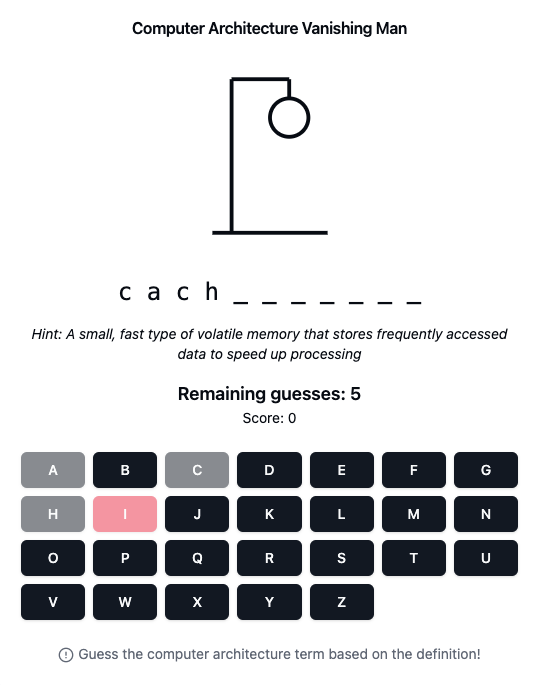 Computer Architecture Vanishing Man
c a c h _ _ _ _ _ _ _
Hint: A small, fast type of volatile memory that stores frequently accessed
data to speed up processing
Remaining guesses: 5
Score: 0
A B C D E F G
H I J K L M N
O P Q R S T U
V W X Y Z
Guess the computer architecture term based on the definition!